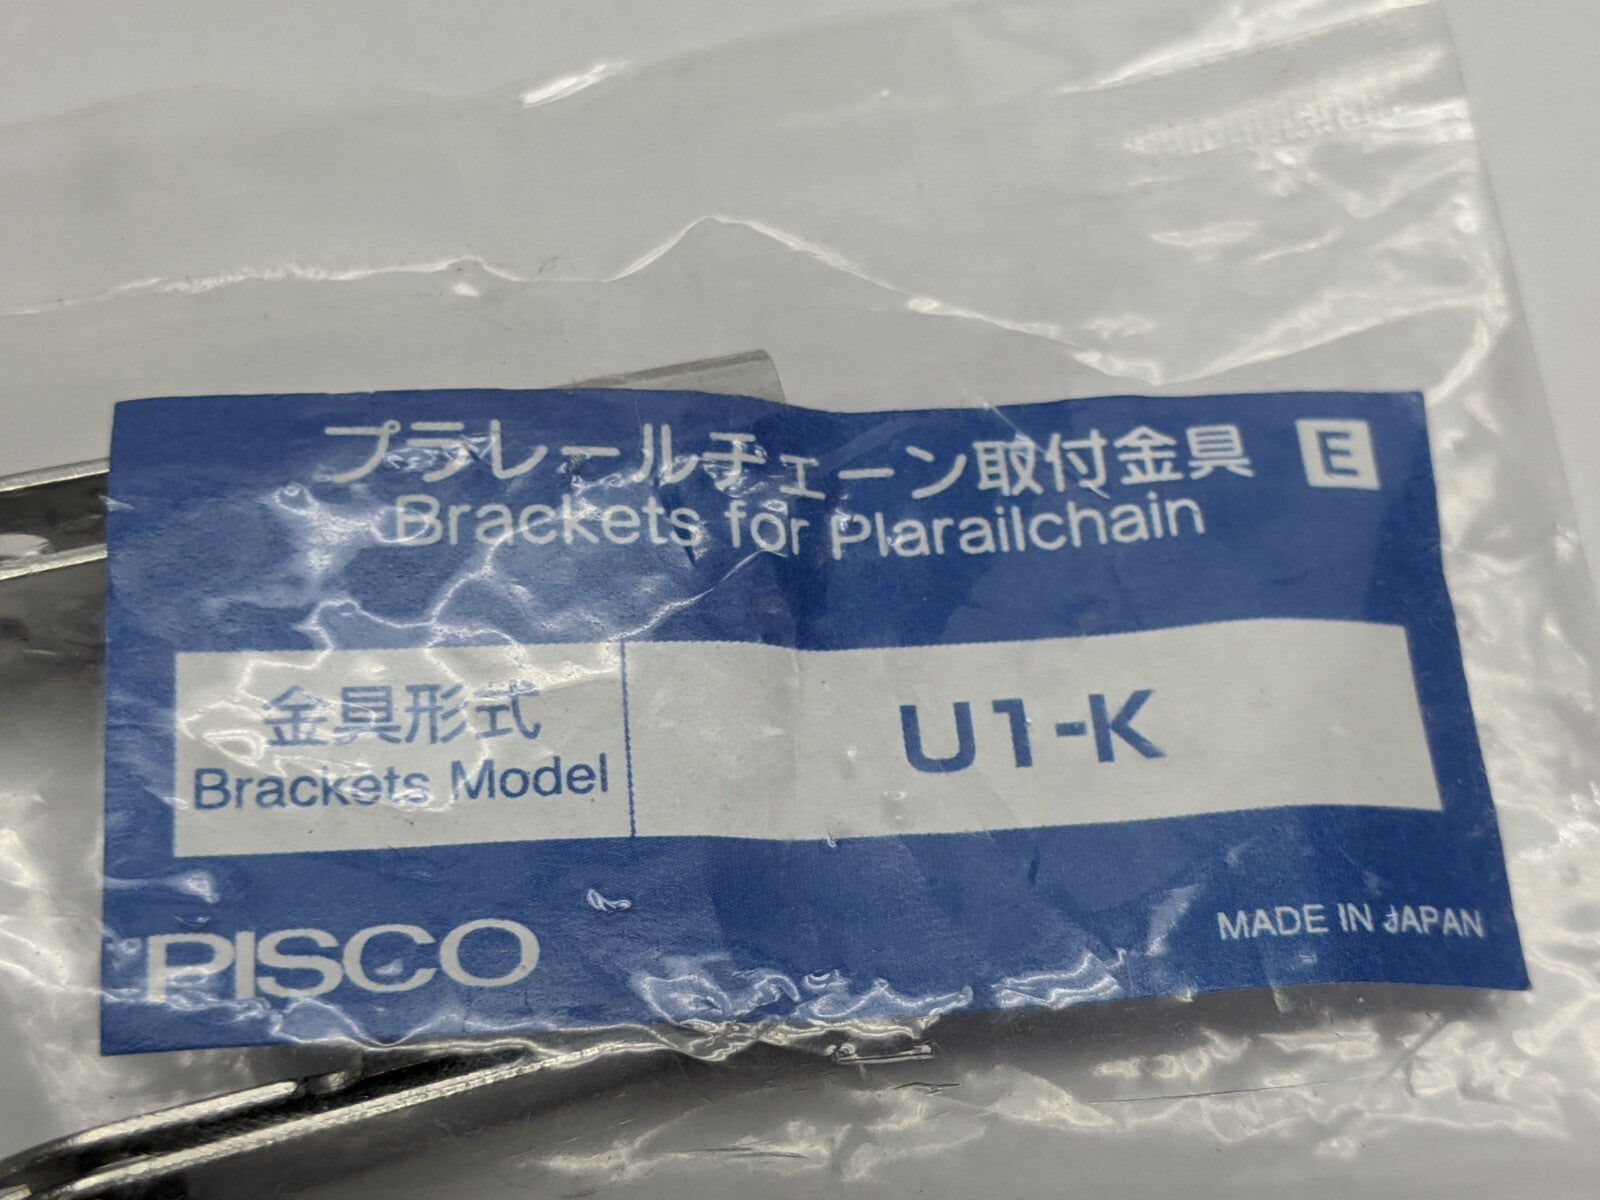 プラレールチェーン取付金具 E
Brackets for Plarailchain
金具形式
Brackets Model
U1-K
PISCO
MADE IN JAPAN